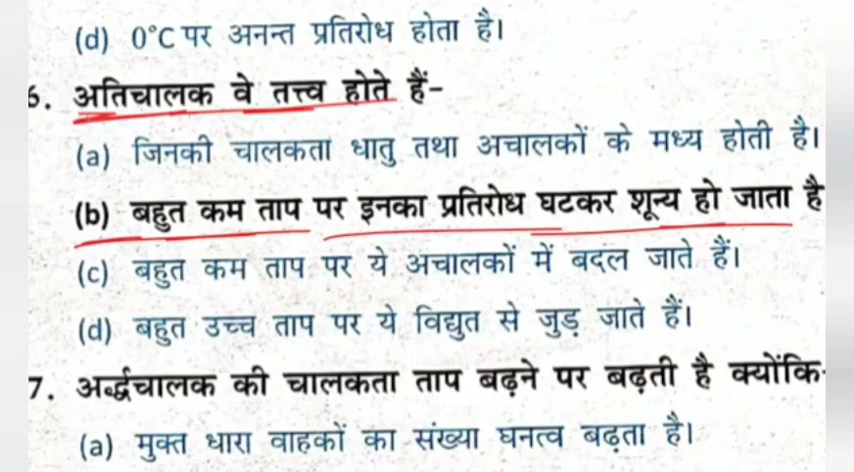 (d) 0°C पर अनन्त प्रतिरोध होता है।
6. अतिचालक वे तत्त्व होते हैं-
(a) जिनकी चालकता धातु तथा अचालकों के मध्य होती है।
(b) बहुत कम ताप पर इनका प्रतिरोध घटकर शून्य हो जाता है
(c) बहुत कम ताप पर ये अचालकों में बदल जाते हैं।
(d) बहुत उच्च ताप पर ये विद्युत से जुड़ जाते हैं।
7. अर्द्धचालक की चालकता ताप बढ़ने पर बढ़ती है क्योंकि-
(a) मुक्त धारा वाहकों का संख्या घनत्व बढ़ता है।